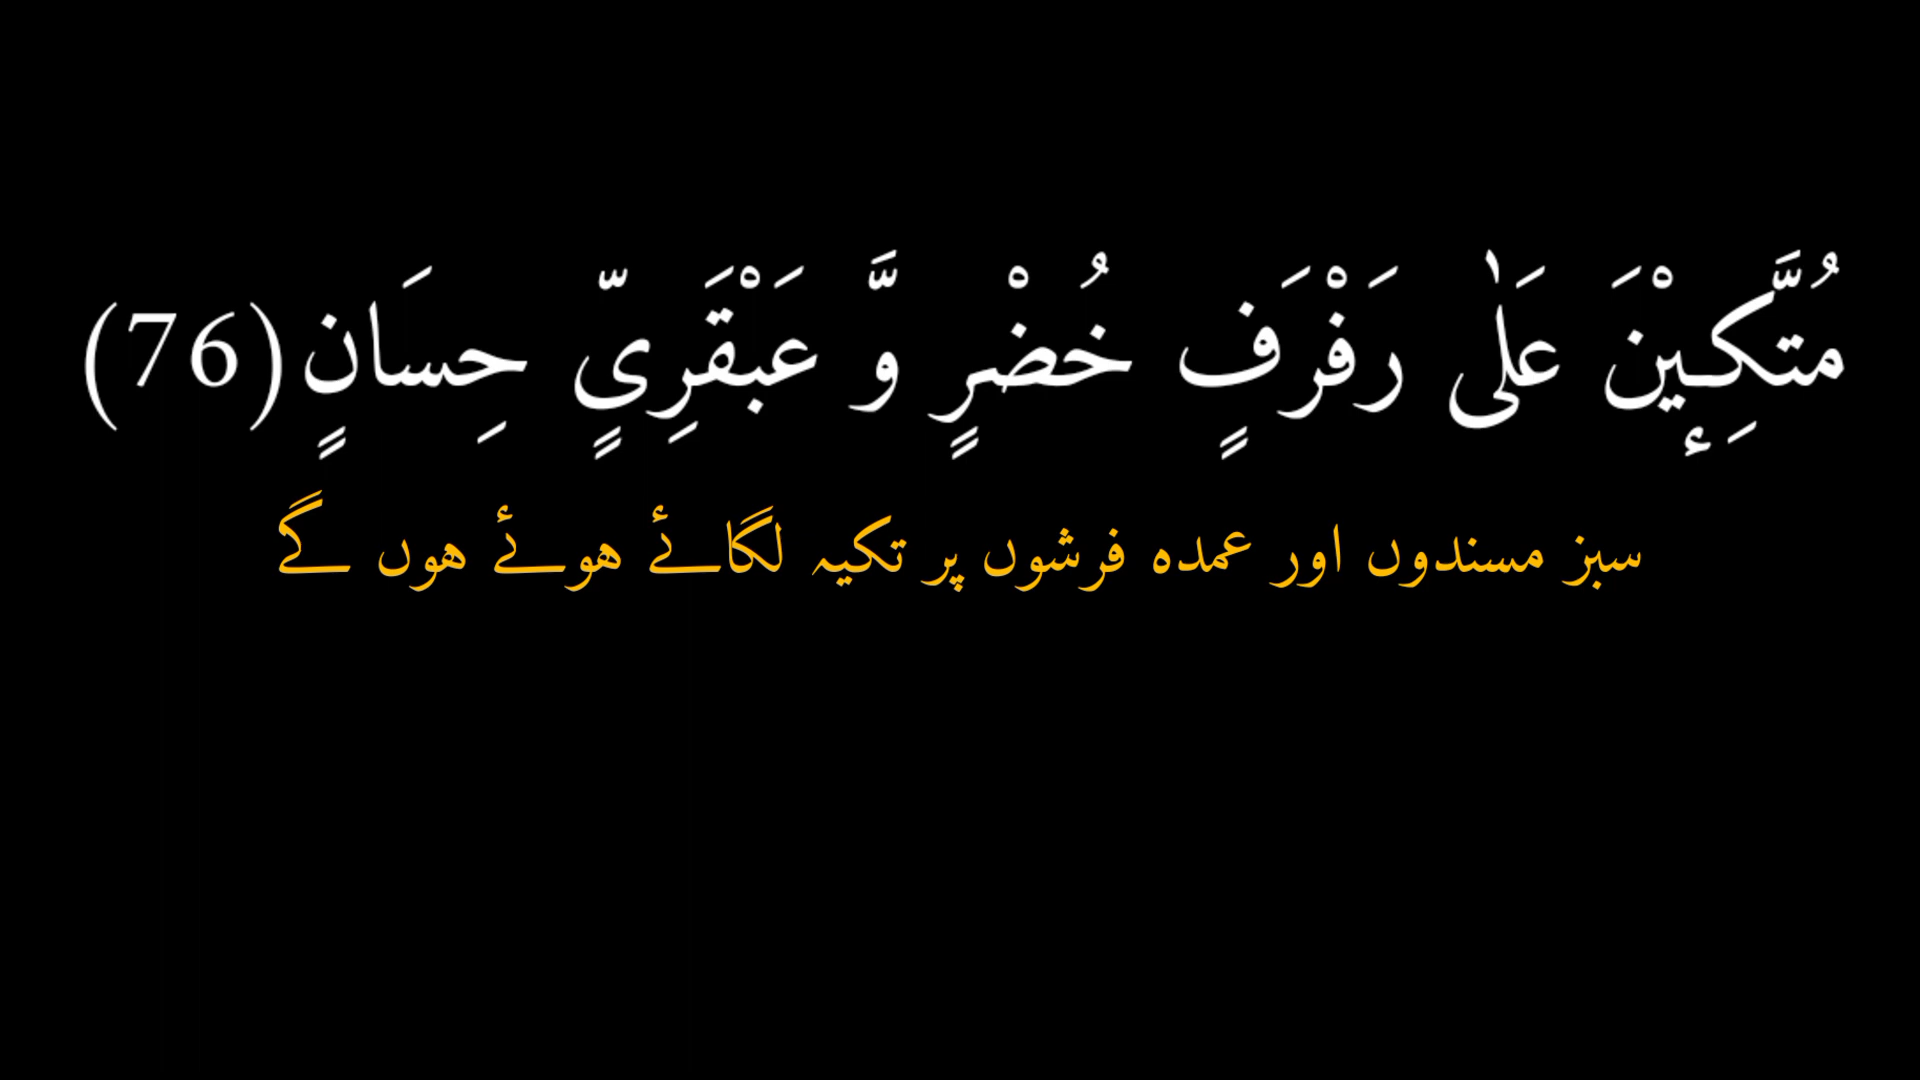 مُتَّكِـٕیْنَ عَلٰى رَفْرَفٍ خُضْرٍ وَّ عَبْقَرِیٍّ حِسَانٍ(76)
سبز مسندوں اور عمدہ فرشوں پر تکیہ لگائے ہوئے ہوں گے